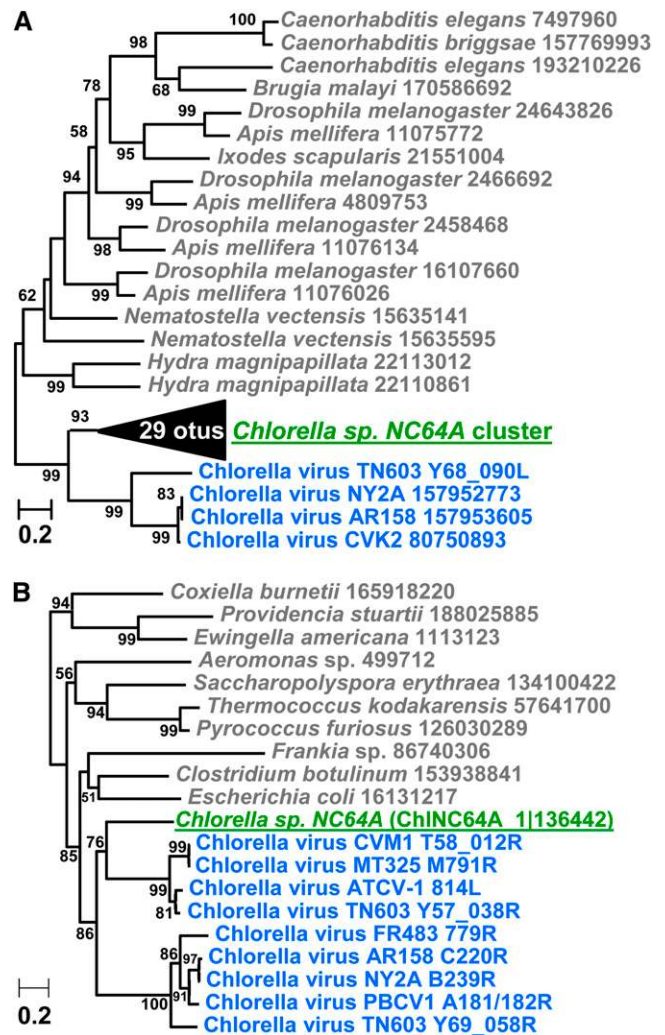 A
100
Caenorhabditis elegans 7497960
Caenorhabditis briggsae 157769993
98
Caenorhabditis elegans 193210226
78
68
Brugia malayi 170586692
99
Drosophila melanogaster 24643826
58
Apis mellifera 11075772
95
Ixodes scapularis 21551004
94
Drosophila melanogaster 2466692
99
Apis mellifera 4809753
Drosophila melanogaster 2458468
98
Apis mellifera 11076134
Drosophila melanogaster 16107660
99
Apis mellifera 11076026
62
Nematostella vectensis 15635141
Nematostella vectensis 15635595
Hydra magnipapillata 22113012
99
Hydra magnipapillata 22110861
93
29 otus Chlorella sp. NC64A cluster
99
Chlorella virus TN603 Y68_090L
83
Chlorella virus NY2A 157952773
99
Chlorella virus AR158 157953605
99
Chlorella virus CVK2 80750893
0.2
B
94
Coxiella burnetii 165918220
Providencia stuartii 188025885
99
Ewingella americana 1113123
56
Aeromonas sp. 499712
Saccharopolyspora erythraea 134100422
94
Thermococcus kodakarensis 57641700
99
Pyrococcus furiosus 126030289
Frankia sp. 86740306
Clostridium botulinum 153938841
51
Escherichia coli 16131217
Chlorella sp. NC64A (ChlNC64A_1|136442)
85
76
99
Chlorella virus CVM1 T58_012R
Chlorella virus MT325 M791R
99
Chlorella virus ATCV-1 814L
81
Chlorella virus TN603 Y57_038R
86
Chlorella virus FR483 779R
86
97
Chlorella virus AR158 C220R
Chlorella virus NY2A B239R
91
100
Chlorella virus PBCV1 A181/182R
Chlorella virus TN603 Y69_058R
0.2